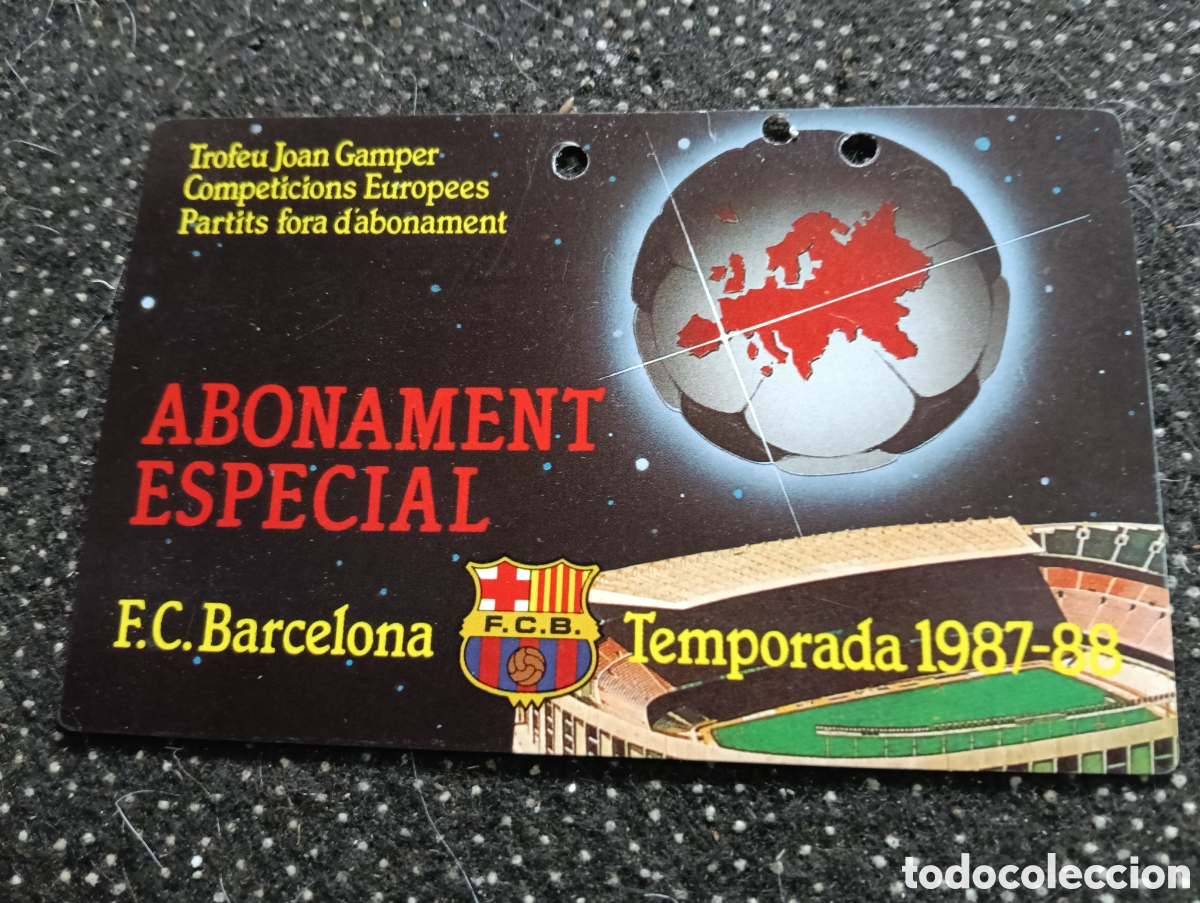 Trofeu Joan Gamper
Competicions Europees
Partits fora d'abonament
ABONAMENT
ESPECIAL
F.C. Barcelona
F.C.B.
Temporada 1987-88
todocoleccion